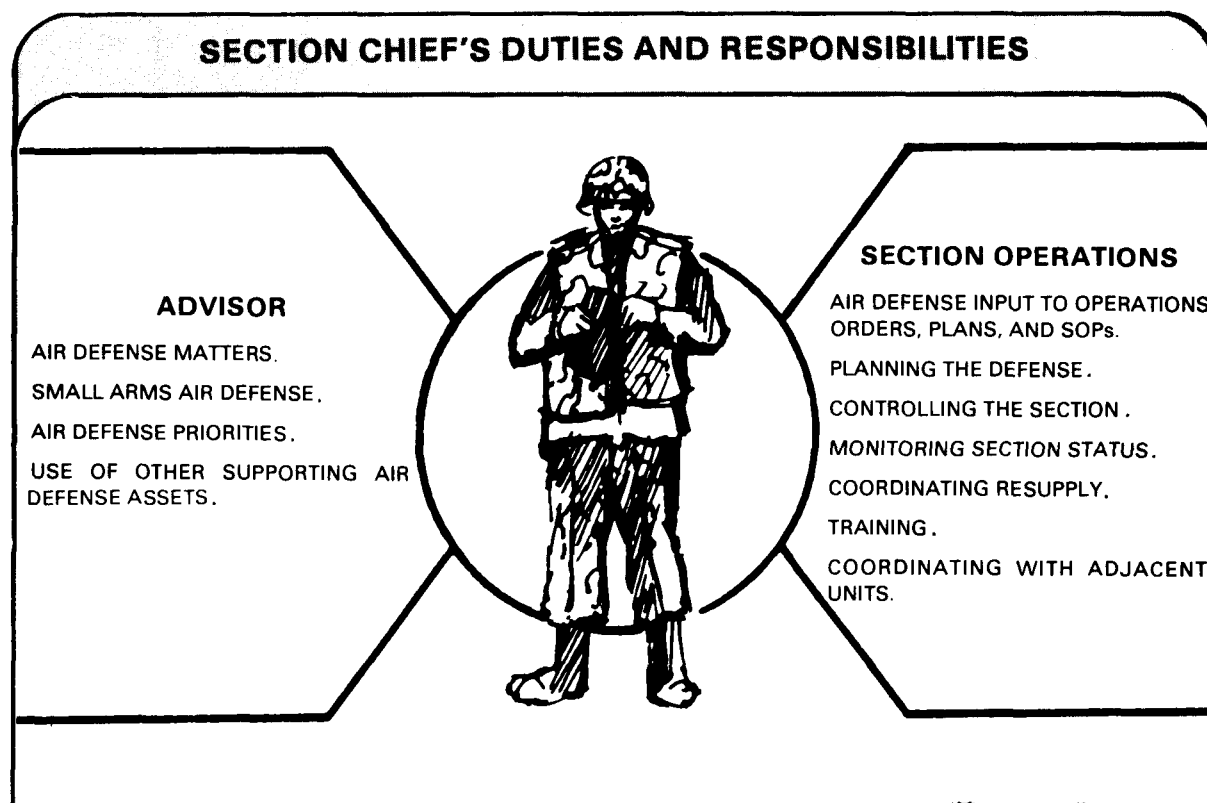 SECTION CHIEF'S DUTIES AND RESPONSIBILITIES
ADVISOR
AIR DEFENSE MATTERS.
SMALL ARMS AIR DEFENSE.
AIR DEFENSE PRIORITIES.
USE OF OTHER SUPPORTING AIR
DEFENSE ASSETS.
SECTION OPERATIONS
AIR DEFENSE INPUT TO OPERATIONS
ORDERS, PLANS, AND SOPs.
PLANNING THE DEFENSE.
CONTROLLING THE SECTION.
MONITORING SECTION STATUS.
COORDINATING RESUPPLY.
TRAINING.
COORDINATING WITH ADJACENT
UNITS.